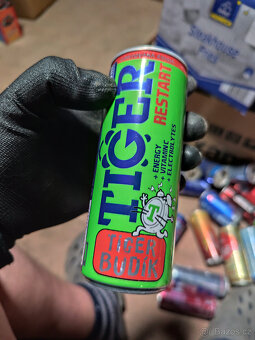 TIGER
RESTART
+ ENERGY
+ VITAMINS
+ ELECTROLYTES
T
TIGER
BUDÍK
Bazos.cz